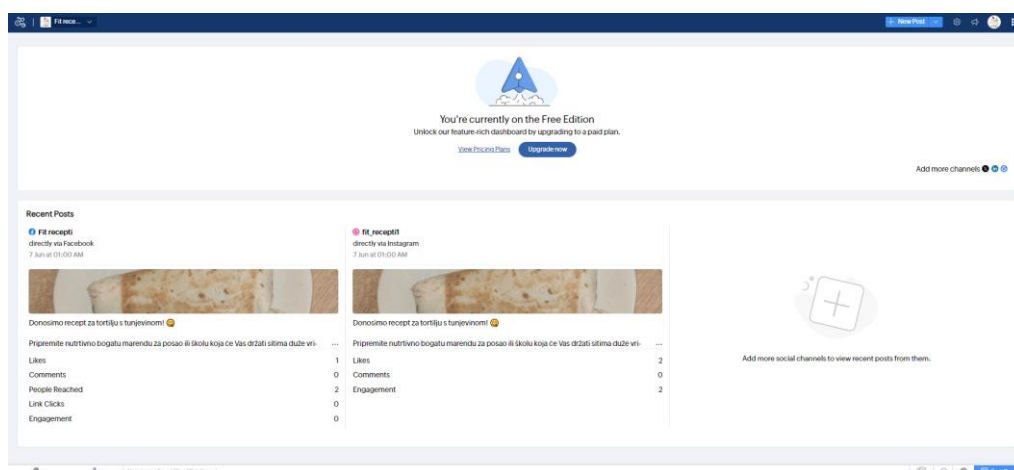 Fit rece...
+ New Post
You're currently on the Free Edition
Unlock our feature-rich dashboard by upgrading to a paid plan.
View Pricing Plans Upgrade now
Add more channels
Recent Posts
Fit recepti
directly via Facebook
7 Jun at 01:00 AM
Donosimo recept za tortilju s tunjevinom! 😋
Pripremite nutrtivno bogatu marendu za posao ili školu koja će Vas držati sitima duže vri- ...
Likes 1
Comments 0
People Reached 2
Link Clicks 0
Engagement 0
fit_recepti1
directly via Instagram
7 Jun at 01:00 AM
Donosimo recept za tortilju s tunjevinom! 😋
Pripremite nutrtivno bogatu marendu za posao ili školu koja će Vas držati sitima duže vri- ...
Likes 2
Comments 0
Engagement 2
Add more social channels to view recent posts from them.